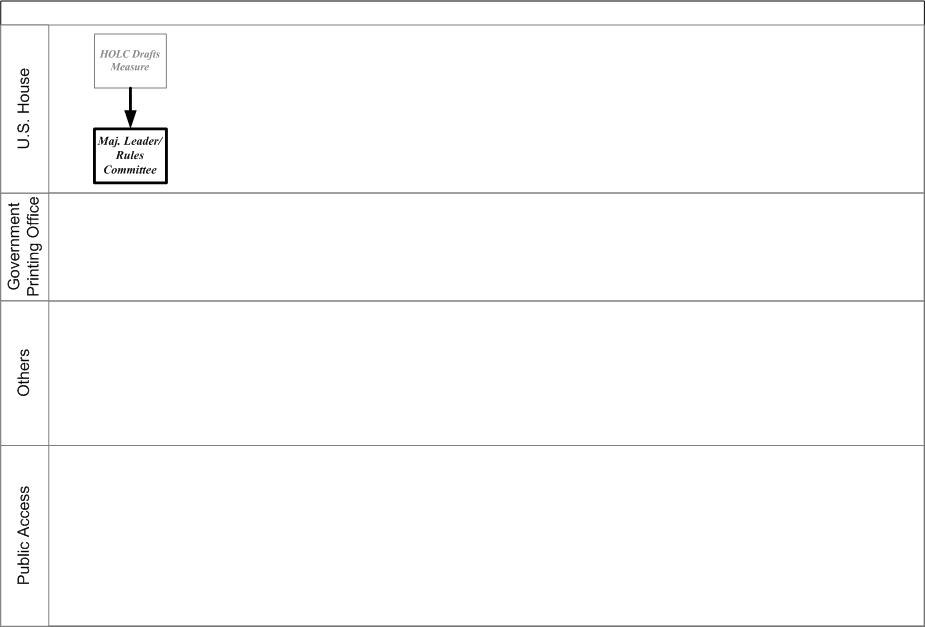 U.S. House
HOLC Drafts
Measure
Maj. Leader/
Rules
Committee
Government
Printing Office
Others
Public Access